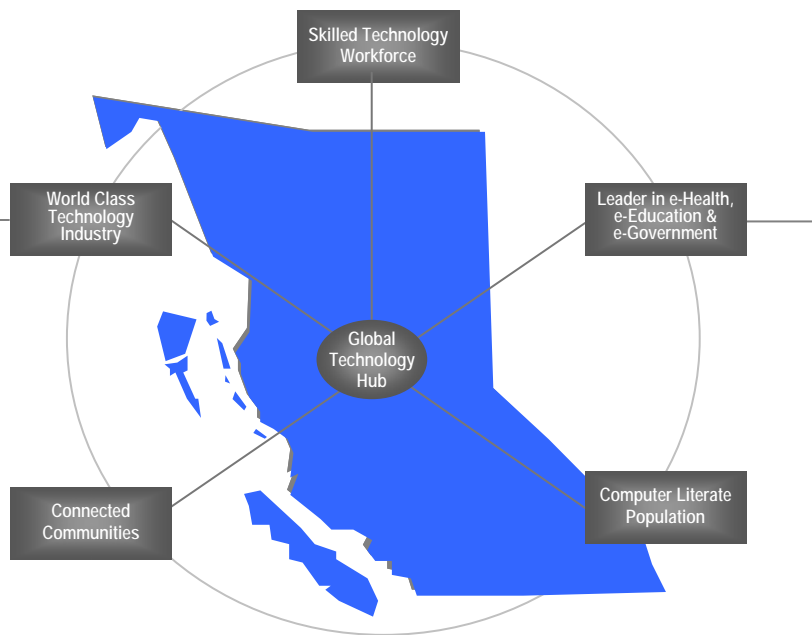 Skilled Technology
Workforce
World Class
Technology
Industry
Leader in e-Health,
e-Education &
e-Government
Global
Technology
Hub
Connected
Communities
Computer Literate
Population